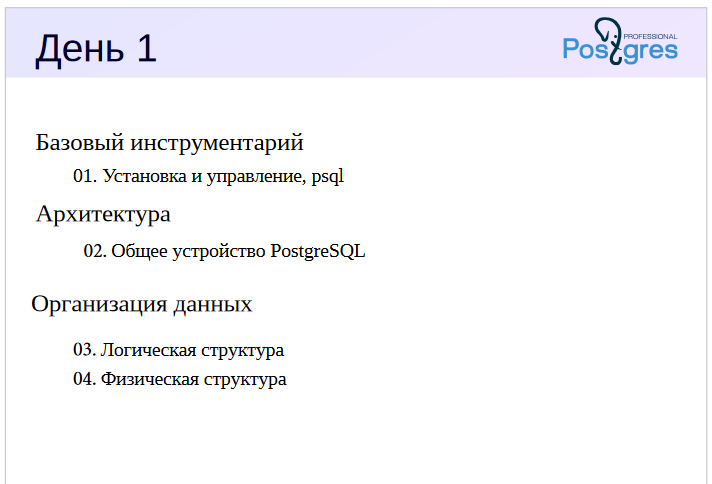 День 1
PROFESSIONAL
Postgres
Базовый инструментарий
01. Установка и управление, psql
Архитектура
02. Общее устройство PostgreSQL
Организация данных
03. Логическая структура
04. Физическая структура